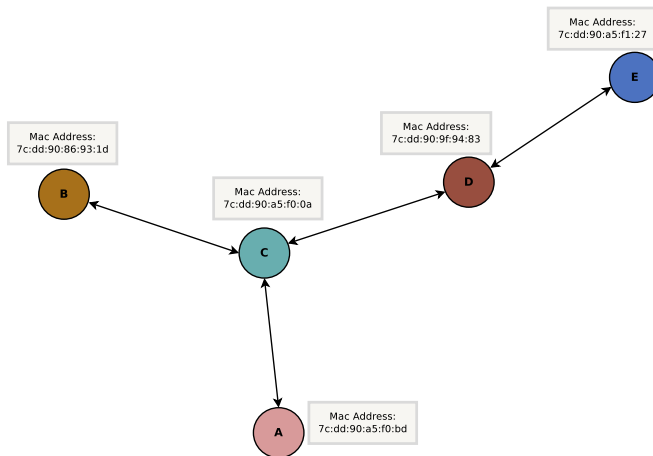 Mac Address:
7c:dd:90:a5:f1:27
E
Mac Address:
7c:dd:90:9f:94:83
D
Mac Address:
7c:dd:90:86:93:1d
B
Mac Address:
7c:dd:90:a5:f0:0a
C
A
Mac Address:
7c:dd:90:a5:f0:bd